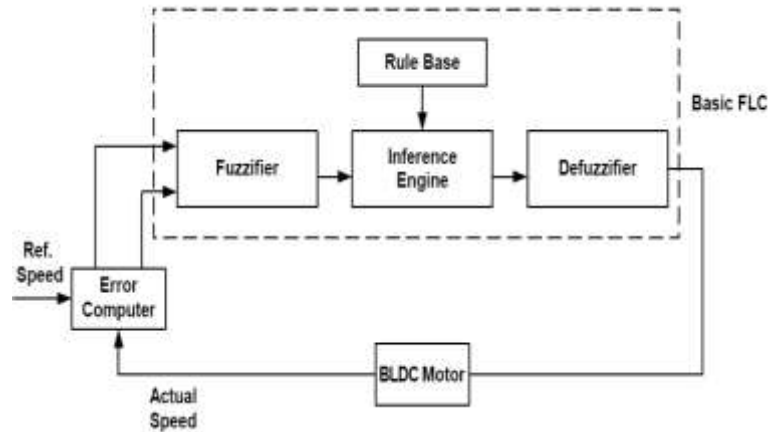 Rule Base
Basic FLC
Fuzzifier
Inference
Engine
Defuzzifier
Ref.
Speed
Error
Computer
BLDC Motor
Actual
Speed